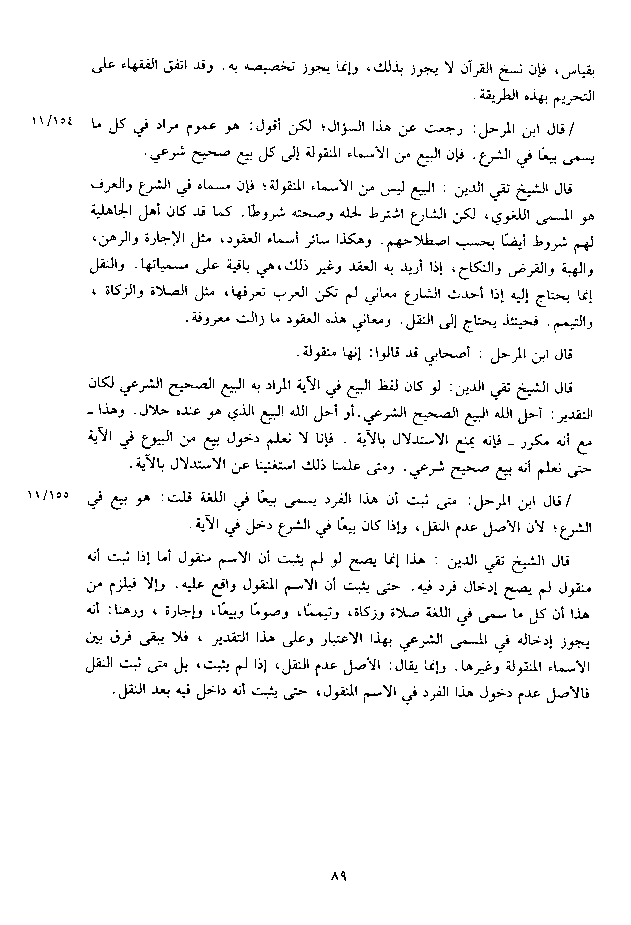 بقياس، فإن نسخ القرآن لا يجوز بذلك، وإنما يجوز تخصيصه به. وقد اتفق الفقهاء على
التحريم بهذه الطريقة.
١١/١٥٤ / قال ابن المرحل: رجعت عن هذا السؤال؛ لكن أقول: هو عموم مراد في كل ما
يسمى بيعًا في الشرع. فإن البيع من الأسماء المنقولة إلى كل بيع صحيح شرعي.
قال الشيخ تقي الدين : البيع ليس من الأسماء المنقولة؛ فإن مسماه في الشرع والعرف
هو المسمى اللغوي، لكن الشارع اشترط لحله وصحته شروطًا. كما قد كان أهل الجاهلية
لهم شروط أيضًا بحسب اصطلاحهم. وهكذا سائر أسماء العقود، مثل الإجارة والرهن،
والهبة والقرض والنكاح، إذا أريد به العقد وغير ذلك،هي باقية على مسمياتها. والنقل
إنما يحتاج إليه إذا أحدث الشارع معاني لم تكن العرب تعرفها، مثل الصلاة والزكاة ،
والتيمم. فحينئذ يحتاج إلى النقل. ومعاني هذه العقود ما زالت معروفة.
قال ابن المرحل : أصحابي قد قالوا: إنها منقولة.
قال الشيخ تقي الدين: لو كان لفظ البيع في الآية المراد به البيع الصحيح الشرعي لكان
التقدير: أحل الله البيع الصحيح الشرعي.أو أحل الله البيع الذي هو عنده حلال. وهذا ـ
مع أنه مكرر ـ فإنه يمنع الاستدلال بالآية . فإنا لا نعلم دخول بيع من البيوع في الآية
حتى نعلم أنه بيع صحيح شرعي. ومتى علمنا ذلك استغنينا عن الاستدلال بالآية.
١١/١٥٥ / قال ابن المرحل: متى ثبت أن هذا الفرد يسمى بيعًا في اللغة قلت: هو بيع في
الشرع؛ لأن الأصل عدم النقل، وإذا كان بيعًا في الشرع دخل في الآية.
قال الشيخ تقي الدين : هذا إنما يصح لو لم يثبت أن الاسم منقول أما إذا ثبت أنه
منقول لم يصح إدخال فرد فيه. حتى يثبت أن الاسم المنقول واقع عليه. وإلا فيلزم من
هذا أن كل ما سمى في اللغة صلاة وزكاة، وتيممًا، وصومًا وبيعًا، وإجارة ، ورهنا: أنه
يجوز إدخاله في المسمى الشرعي بهذا الاعتبار وعلى هذا التقدير ، فلا يبقى فرق بين
الأسماء المنقولة وغيرها. وإنما يقال: الأصل عدم النقل، إذا لم يثبت، بل متى ثبت النقل
فالأصل عدم دخول هذا الفرد في الاسم المنقول، حتى يثبت أنه داخل فيه بعد النقل.
٨٩